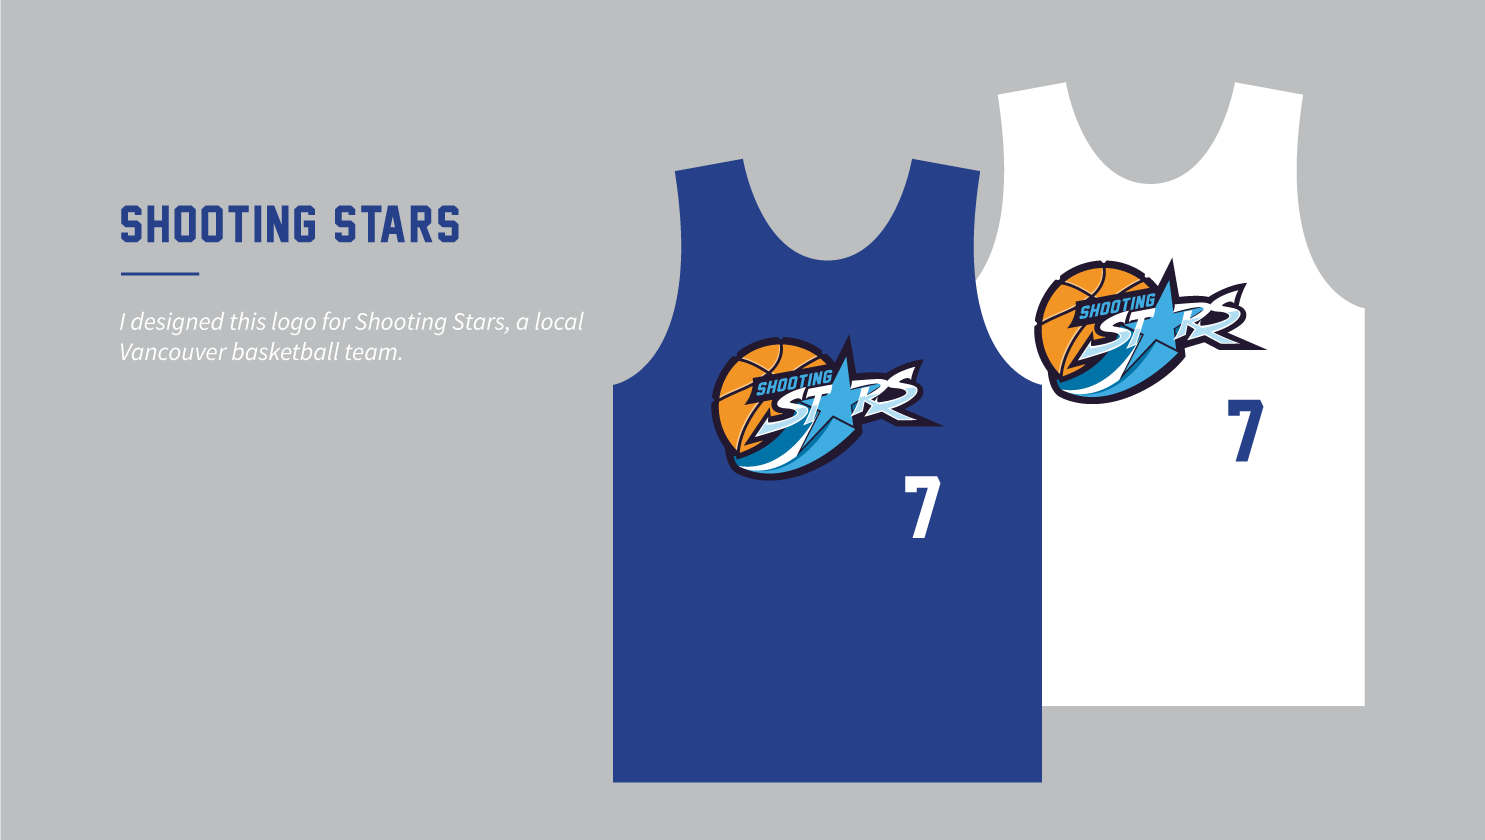 SHOOTING STARS
I designed this logo for Shooting Stars, a local
Vancouver basketball team.
SHOOTING
STARS
7
SHOOTING
STARS
7